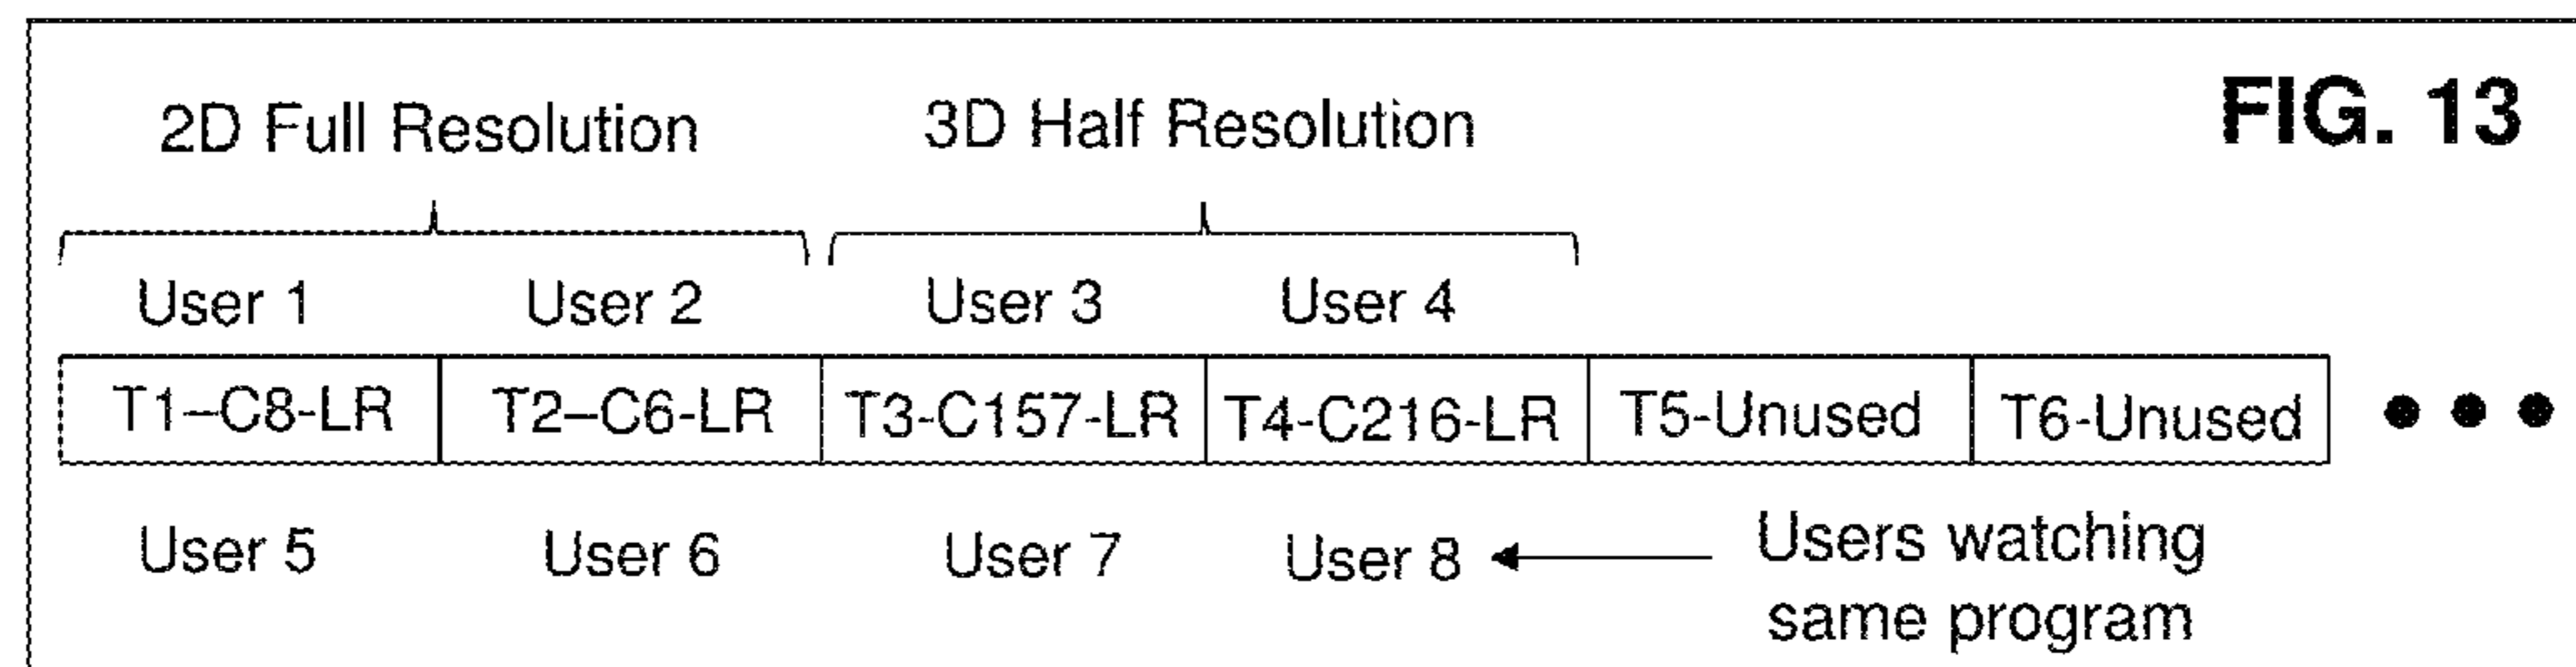 FIG. 13
2D Full Resolution 3D Half Resolution
User 1 User 2 User 3 User 4
T1–C8-LR T2–C6-LR T3-C157-LR T4-C216-LR T5-Unused T6-Unused
User 5 User 6 User 7 User 8 Users watching
same program